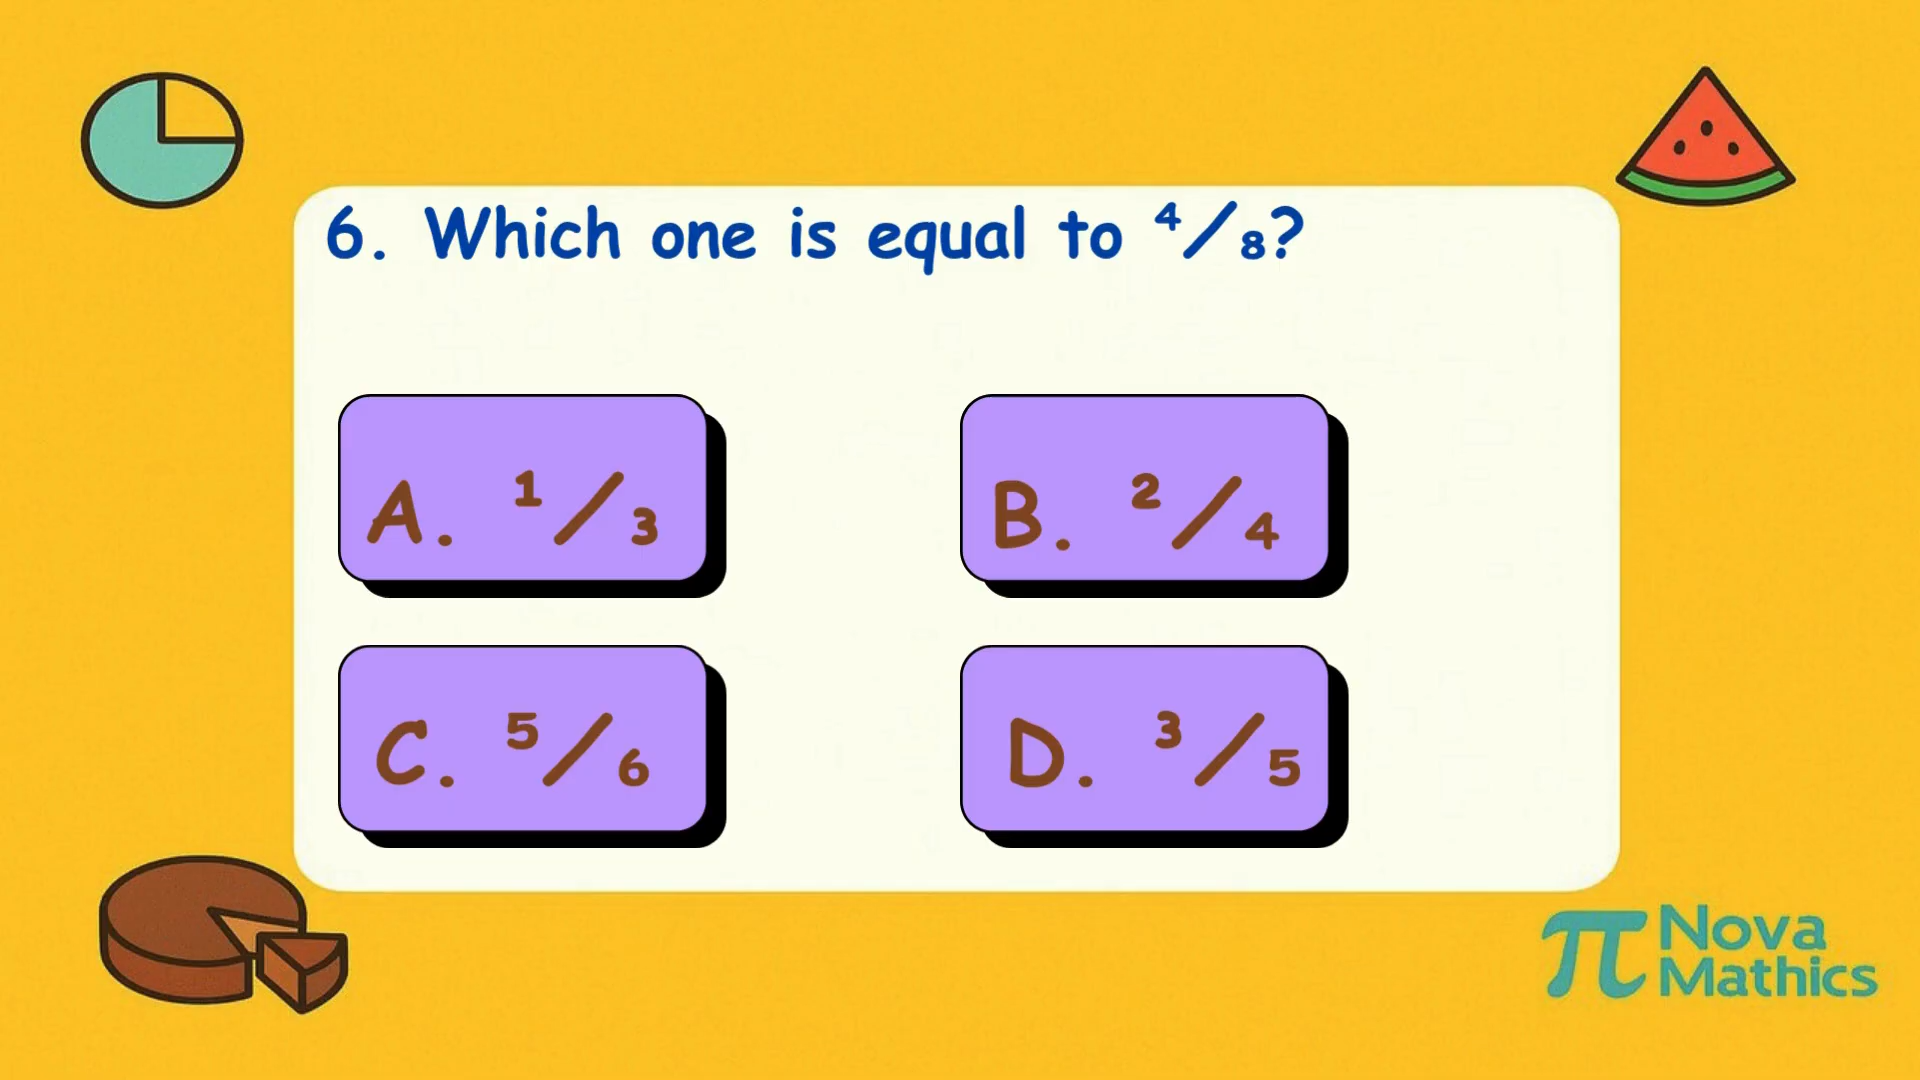 6. Which one is equal to ⁴/₈?
A. ¹/₃
B. ²/₄
C. ⁵/₆
D. ³/₅
π Nova
Mathics